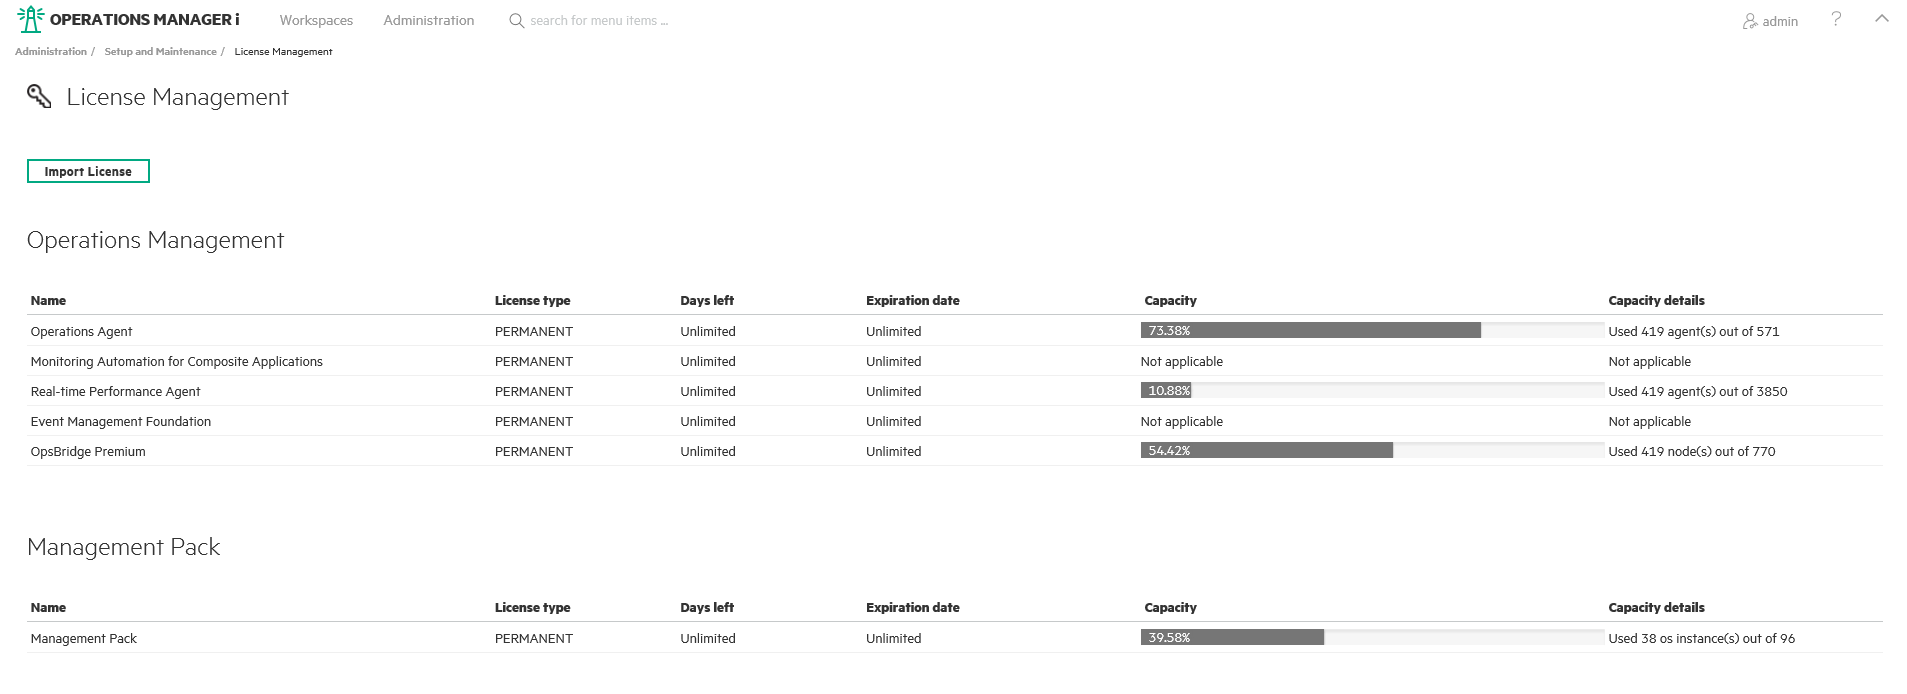 OPERATIONS MANAGER i Workspaces Administration search for menu items ... admin ?
Administration / Setup and Maintenance / License Management
License Management
Import License
Operations Management
Name License type Days left Expiration date Capacity Capacity details
Operations Agent PERMANENT Unlimited Unlimited 73.38% Used 419 agent(s) out of 571
Monitoring Automation for Composite Applications PERMANENT Unlimited Unlimited Not applicable Not applicable
Real-time Performance Agent PERMANENT Unlimited Unlimited 10.88% Used 419 agent(s) out of 3850
Event Management Foundation PERMANENT Unlimited Unlimited Not applicable Not applicable
OpsBridge Premium PERMANENT Unlimited Unlimited 54.42% Used 419 node(s) out of 770
Management Pack
Name License type Days left Expiration date Capacity Capacity details
Management Pack PERMANENT Unlimited Unlimited 39.58% Used 38 os instance(s) out of 96